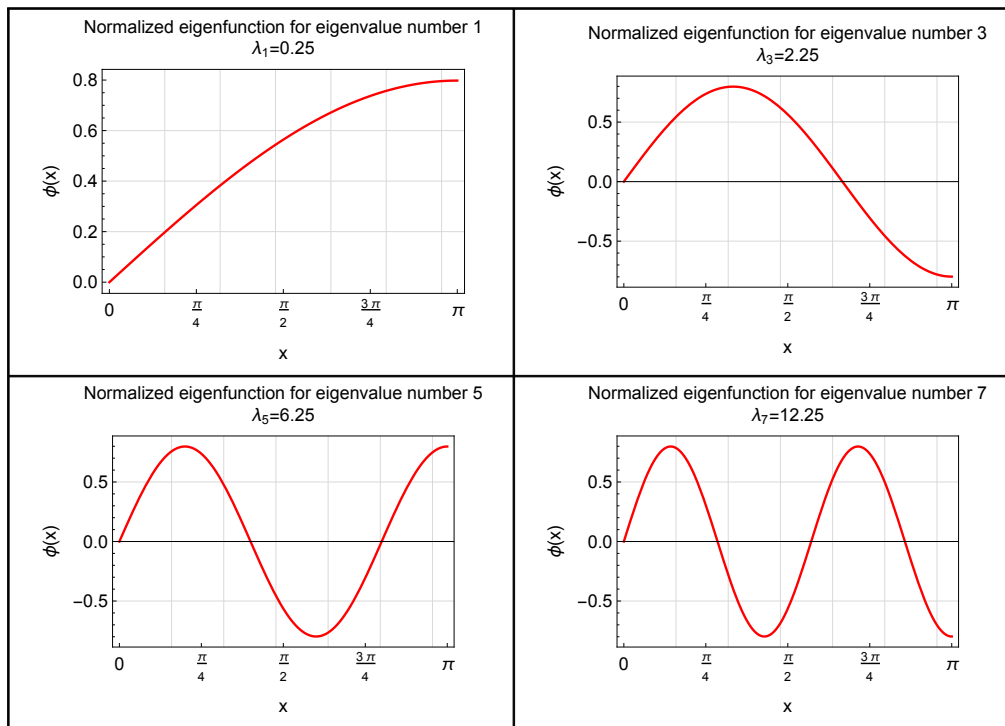 Normalized eigenfunction for eigenvalue number 1
λ₁=0.25
0.8
0.6
0.4
0.2
0.0
ϕ(x)
0
π/4
π/2
3π/4
π
x
Normalized eigenfunction for eigenvalue number 3
λ₃=2.25
0.5
0.0
−0.5
ϕ(x)
0
π/4
π/2
3π/4
π
x
Normalized eigenfunction for eigenvalue number 5
λ₅=6.25
0.5
0.0
−0.5
ϕ(x)
0
π/4
π/2
3π/4
π
x
Normalized eigenfunction for eigenvalue number 7
λ₇=12.25
0.5
0.0
−0.5
ϕ(x)
0
π/4
π/2
3π/4
π
x